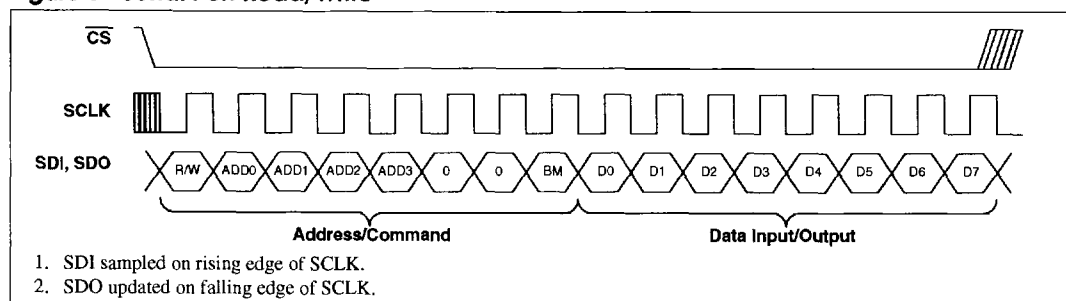 CS
SCLK
SDI, SDO
R/W ADD0 ADD1 ADD2 ADD3 0 0 BM D0 D1 D2 D3 D4 D5 D6 D7
Address/Command Data Input/Output
1. SDI sampled on rising edge of SCLK.
2. SDO updated on falling edge of SCLK.